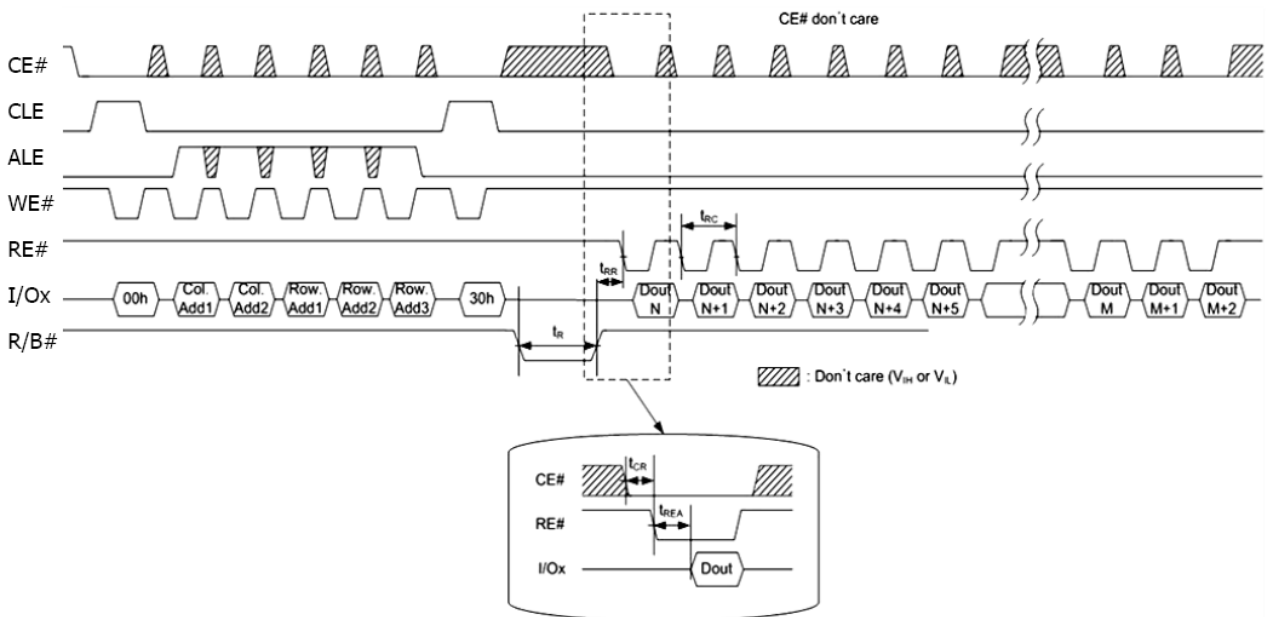 CE# don`t care
CE#
CLE
ALE
WE#
tRC
RE#
tRR
I/Ox
00h
Col. Add1
Col. Add2
Row. Add1
Row. Add2
Row. Add3
30h
Dout N
Dout N+1
Dout N+2
Dout N+3
Dout N+4
Dout N+5
Dout M
Dout M+1
Dout M+2
R/B#
tR
: Don`t care (VIH or VIL)
CE#
tCR
RE#
tREA
I/Ox
Dout